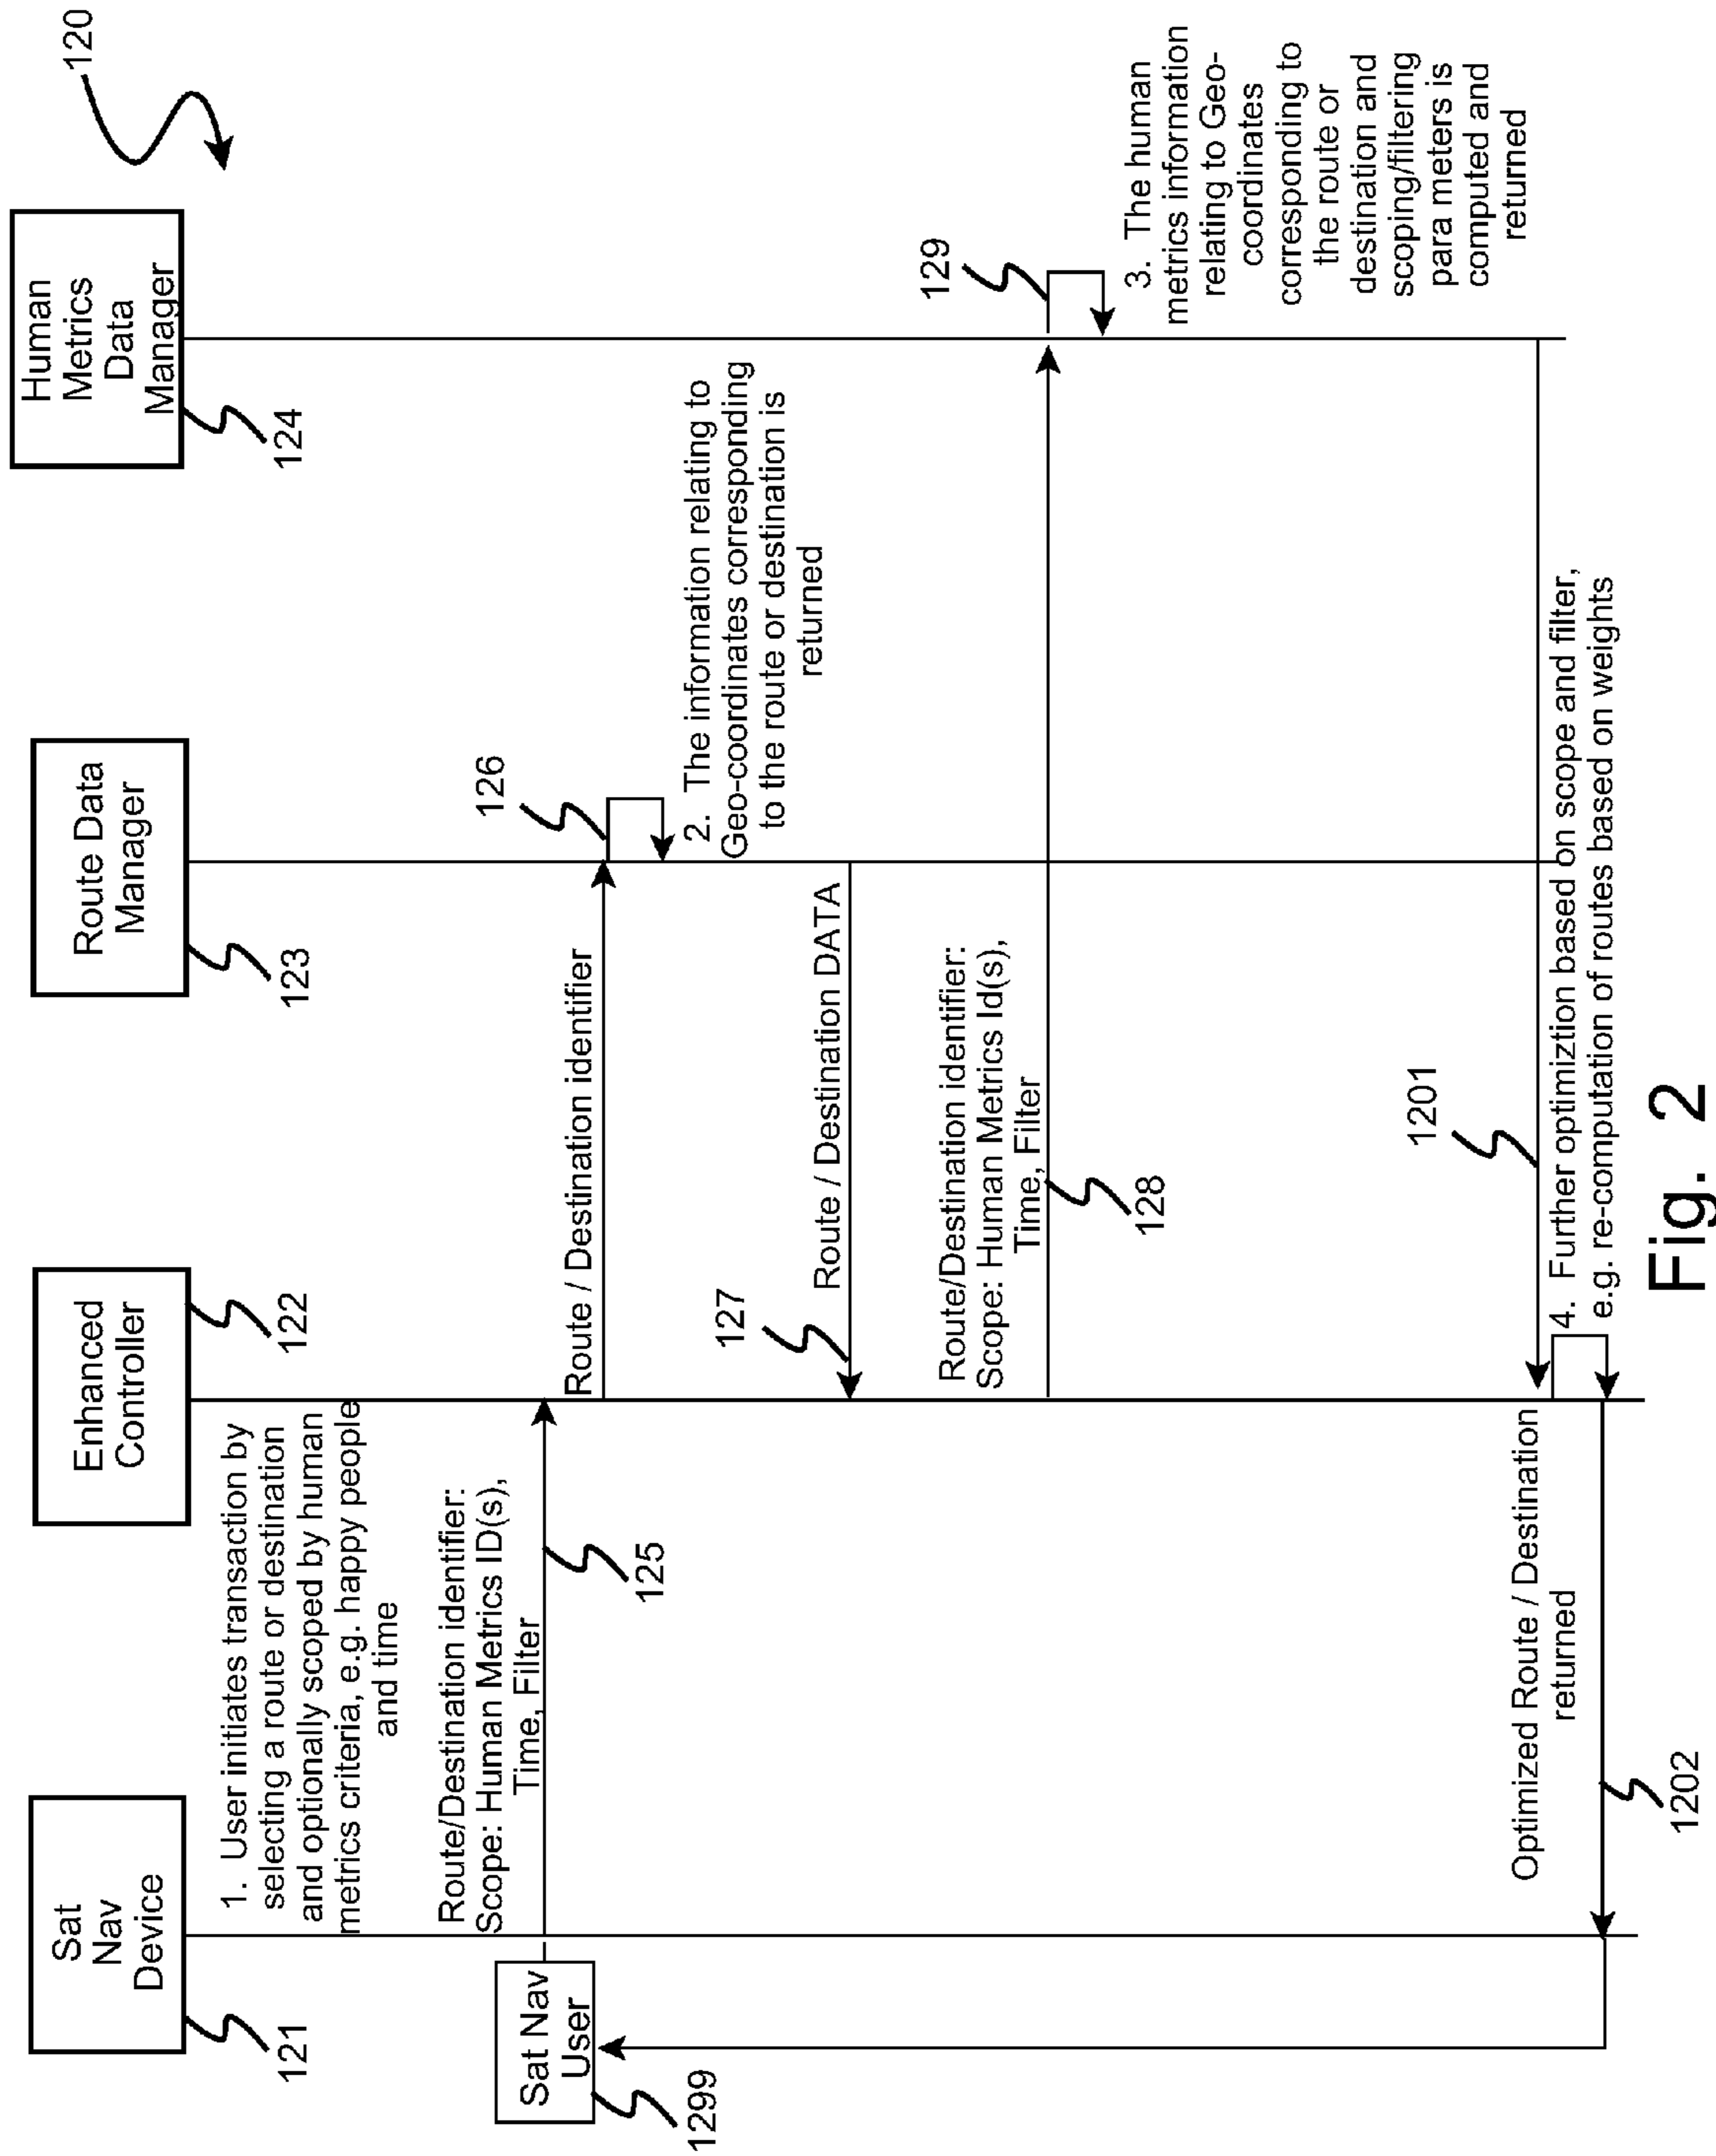 120
Sat
Nav
Device
121
Enhanced
Controller
122
Route Data
Manager
123
Human
Metrics
Data
Manager
124
1. User initiates transaction by
selecting a route or destination
and optionally scoped by human
metrics criteria, e.g. happy people
and time
Route/Destination identifier:
Scope: Human Metrics ID(s),
Time, Filter
125
Sat Nav
User
1299
Route / Destination identifier
126
2. The information relating to
Geo-coordinates corresponding
to the route or destination is
returned
127
Route / Destination DATA
Route/Destination identifier:
Scope: Human Metrics Id(s),
Time, Filter
128
129
3. The human
metrics information
relating to Geo-
coordinates
corresponding to
the route or
destination and
scoping/filtering
para meters is
computed and
returned
1201
4. Further optimiztion based on scope and filter,
e.g. re-computation of routes based on weights
Optimized Route / Destination
returned
1202
Fig. 2